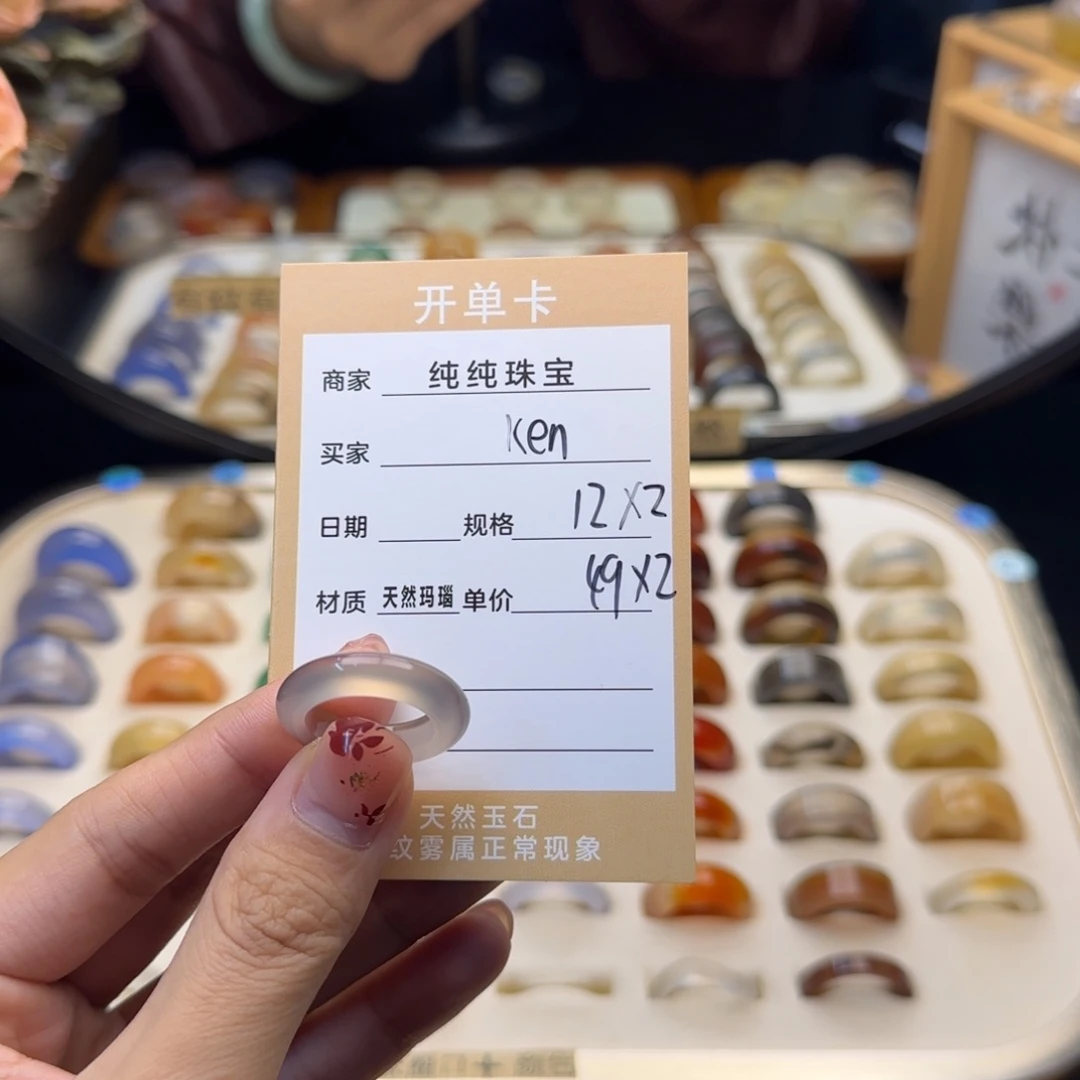 开单卡
商家 纯纯珠宝
买家 Ken
日期 规格 12X2
材质 天然玛瑙 单价 49X2
天然玉石
纹雾属正常现象